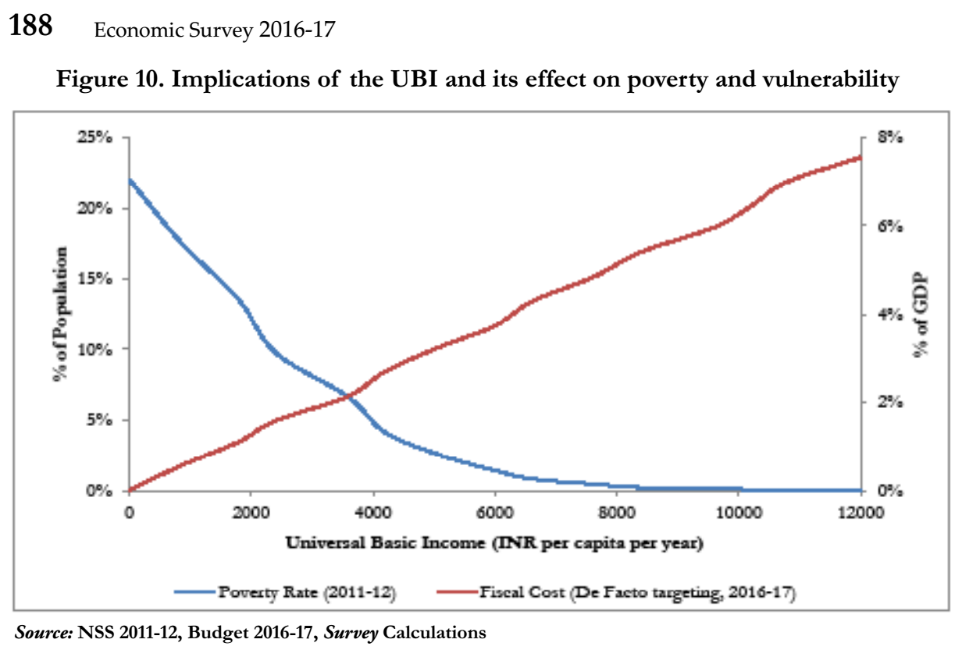 188 Economic Survey 2016-17
Figure 10. Implications of the UBI and its effect on poverty and vulnerability
25%
20%
15%
10%
5%
0%
% of Population
8%
6%
4%
2%
0%
% of GDP
0 2000 4000 6000 8000 10000 12000
Universal Basic Income (INR per capita per year)
Poverty Rate (2011-12) Fiscal Cost (De Facto targeting, 2016-17)
Source: NSS 2011-12, Budget 2016-17, Survey Calculations